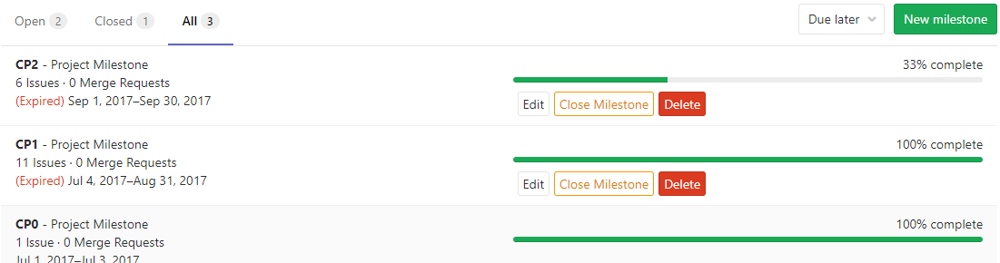 Open 2 Closed 1 All 3 Due later New milestone
CP2 - Project Milestone 33% complete
6 Issues · 0 Merge Requests
(Expired) Sep 1, 2017–Sep 30, 2017 Edit Close Milestone Delete
CP1 - Project Milestone 100% complete
11 Issues · 0 Merge Requests
(Expired) Jul 4, 2017–Aug 31, 2017 Edit Close Milestone Delete
CP0 - Project Milestone 100% complete
1 Issue · 0 Merge Requests
Jul 1, 2017–Jul 3, 2017